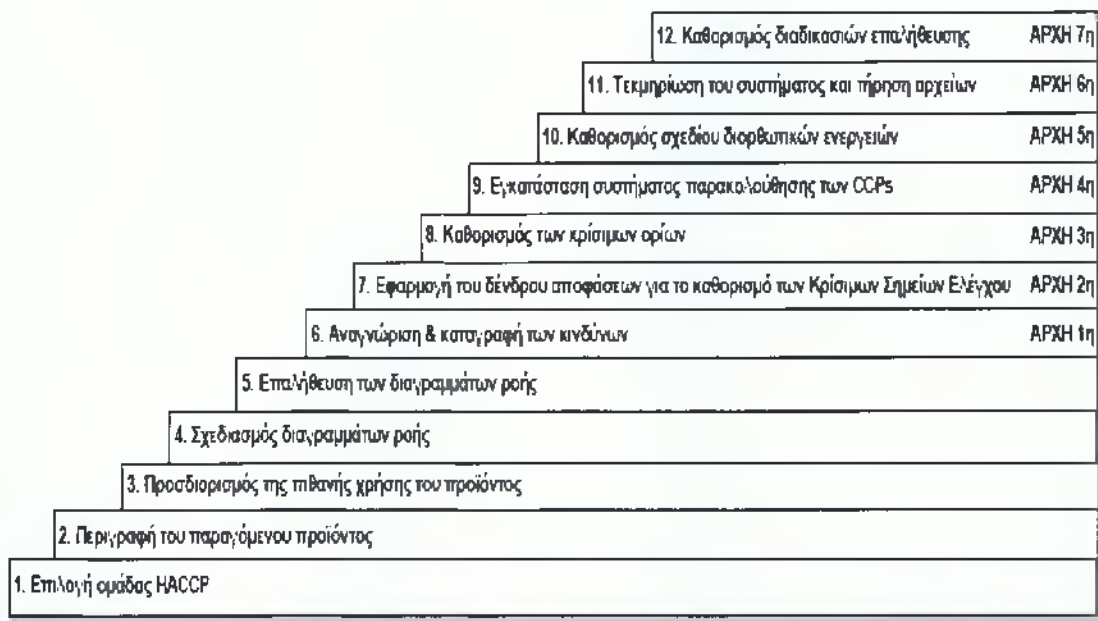 12. Καθορισμός διαδικασιών επαλήθευσης ΑΡΧΗ 7η
11. Τεκμηρίωση του συστήματος και τήρηση αρχείων ΑΡΧΗ 6η
10. Καθορισμός σχεδίου διορθωτικών ενεργειών ΑΡΧΗ 5η
9. Εγκατάσταση συστήματος παρακολούθησης των CCPs ΑΡΧΗ 4η
8. Καθορισμός των κρίσιμων ορίων ΑΡΧΗ 3η
7. Εφαρμογή του δένδρου αποφάσεων για το καθορισμό των Κρίσιμων Σημείων Ελέγχου ΑΡΧΗ 2η
6. Αναγνώριση & καταγραφή των κινδύνων ΑΡΧΗ 1η
5. Επαλήθευση των διαγραμμάτων ροής
4. Σχεδιασμός διαγραμμάτων ροής
3. Προσδιορισμός της πιθανής χρήσης του προϊόντος
2. Περιγραφή του παραγόμενου προϊόντος
1. Επιλογή ομάδας HACCP